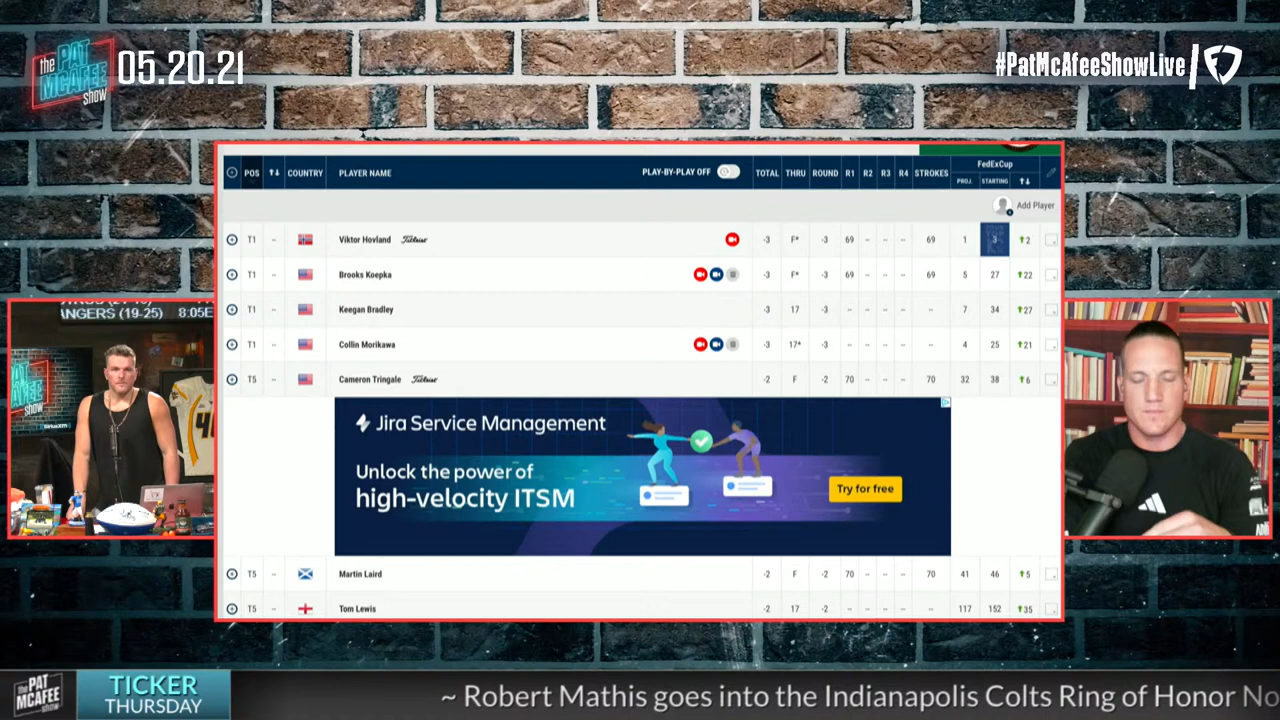 the PAT MCAFEE show
05.20.21
#PatMcAfeeShowLive
FedExCup
POS COUNTRY PLAYER NAME PLAY-BY-PLAY OFF TOTAL THRU ROUND R1 R2 R3 R4 STROKES PROJ. STARTING
Add Player
T1 -- Viktor Hovland Titleist -3 F* -3 69 -- -- -- 69 1 3 2
T1 -- Brooks Koepka -3 F* -3 69 -- -- -- 69 5 27 22
T1 -- Keegan Bradley -3 17 -3 -- -- -- -- -- 7 34 27
T1 -- Collin Morikawa -3 17* -3 -- -- -- -- -- 4 25 21
T5 -- Cameron Tringale Titleist -2 F -2 70 -- -- -- 70 32 38 6
Jira Service Management
Unlock the power of
high-velocity ITSM
Try for free
T5 -- Martin Laird -2 F -2 70 -- -- -- 70 41 46 5
T5 -- Tom Lewis -2 17 -2 -- -- -- -- -- 117 152 35
ANGERS (19-25) 8:05E
PAT
MCAFEE
show
SiriusXM
the PAT MCAFEE show
TICKER
THURSDAY
~ Robert Mathis goes into the Indianapolis Colts Ring of Honor No